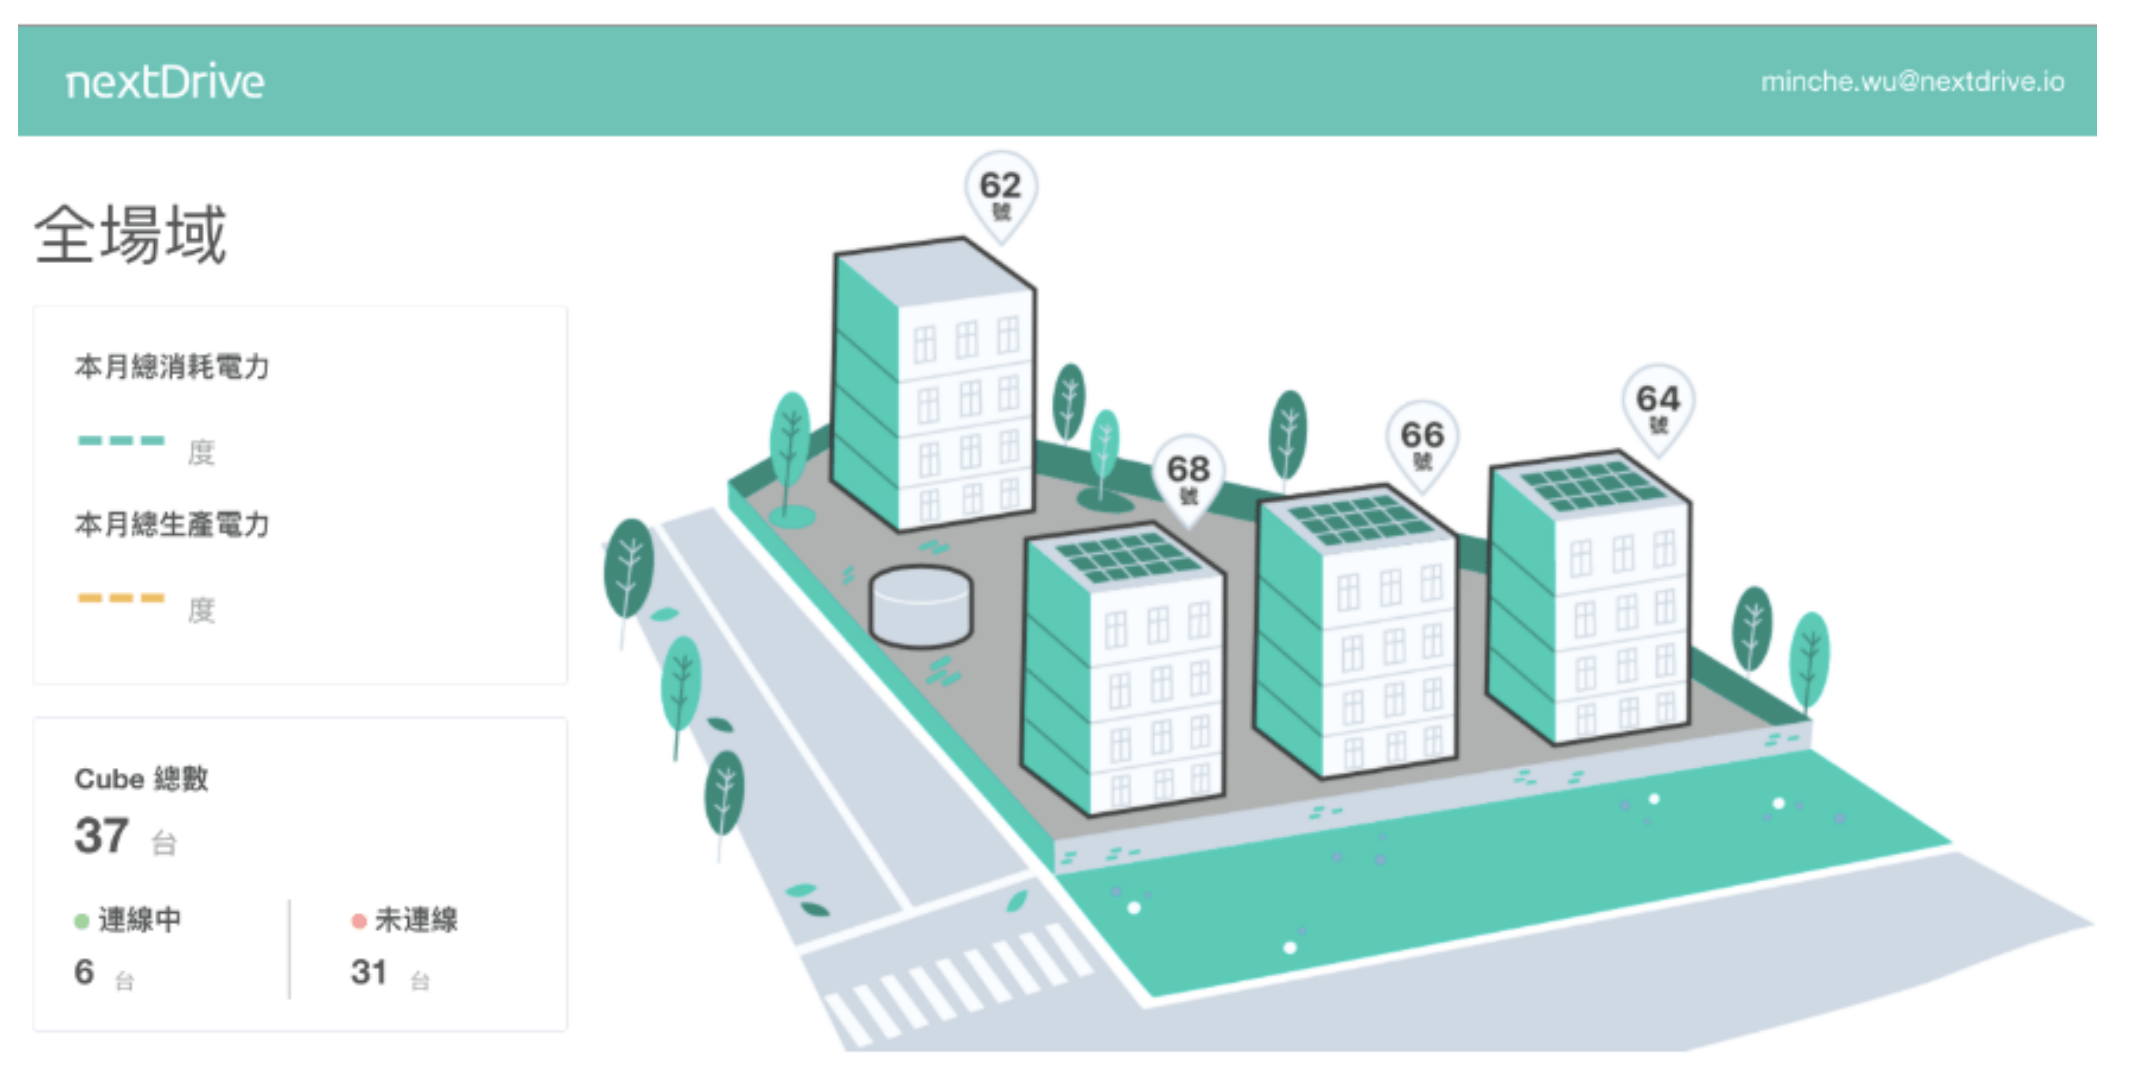 nextDrive
minche.wu@nextdrive.io
全場域
本月總消耗電力
--- 度
本月總生產電力
--- 度
Cube 總數
37 台
連線中
6 台
未連線
31 台
62
號
68
號
66
號
64
號